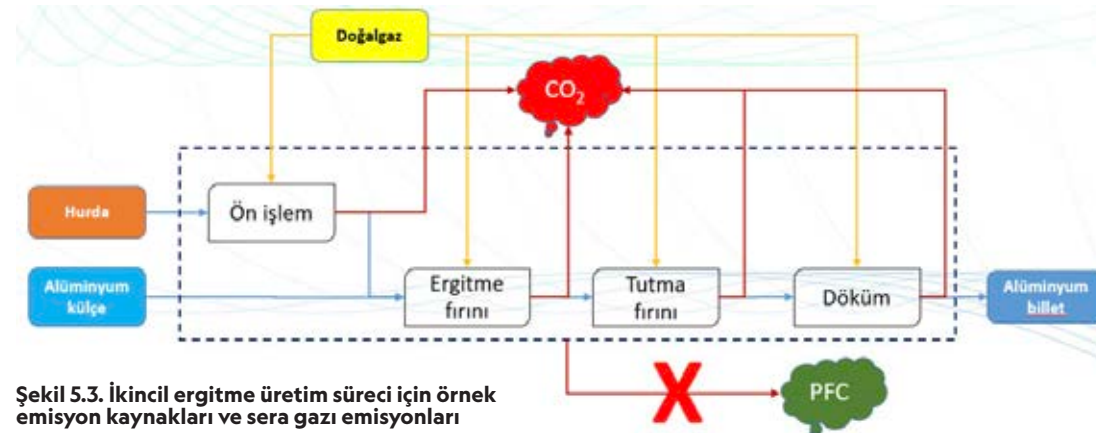 Doğalgaz
CO₂
Hurda
Ön işlem
Alüminyum
külçe
Ergitme
fırını
Tutma
fırını
Döküm
Alüminyum
billet
X
PFC
Şekil 5.3. İkincil ergitme üretim süreci için örnek
emisyon kaynakları ve sera gazı emisyonları